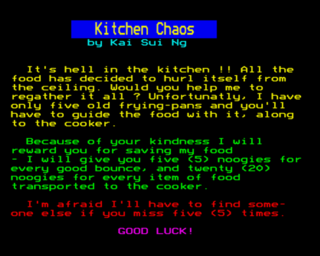 Kitchen Chaos
by Kai Sui Ng
It's hell in the kitchen !! All the
food has decided to hurl itself from
the ceiling. Would you help me to
regather it all ? Unfortunatly, I have
only five old frying-pans and you'll
have to guide the food with it, along
to the cooker.
Because of your kindness I will
reward you for saving my food
- I will give you five (5) noogies for
every good bounce, and twenty (20)
noogies for every item of food
transported to the cooker.
I'm afraid I'll have to find some-
one else if you miss five (5) times.
GOOD LUCK!